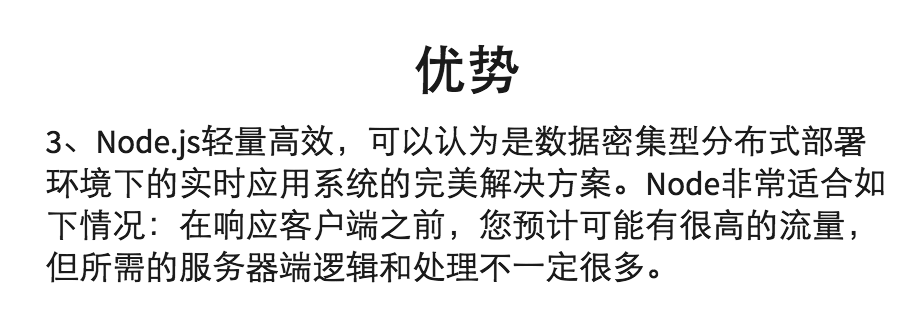 优势
3、Node.js轻量高效，可以认为是数据密集型分布式部署
环境下的实时应用系统的完美解决方案。Node非常适合如
下情况：在响应客户端之前，您预计可能有很高的流量，
但所需的服务器端逻辑和处理不一定很多。